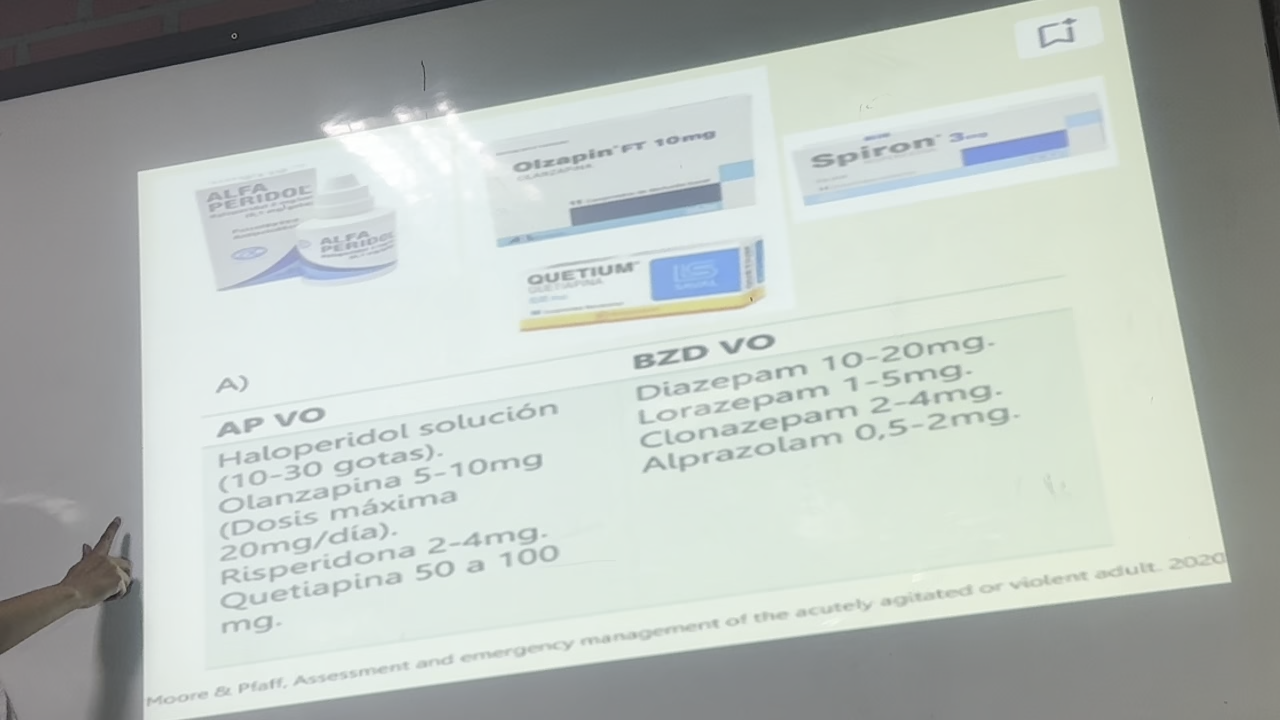 ALFA
PERIDOL
ALFA
PERIDOL
Olzapin FT 10mg
OLANZAPINA
Spiron 3mg
QUETIUM
QUETIAPINA
A)
AP VO
Haloperidol solución
(10-30 gotas).
Olanzapina 5-10mg
(Dosis máxima
20mg/día).
Risperidona 2-4mg.
Quetiapina 50 a 100
mg.
BZD VO
Diazepam 10-20mg.
Lorazepam 1-5mg.
Clonazepam 2-4mg.
Alprazolam 0,5-2mg.
Moore & Pfaff. Assessment and emergency management of the acutely agitated or violent adult. 2020